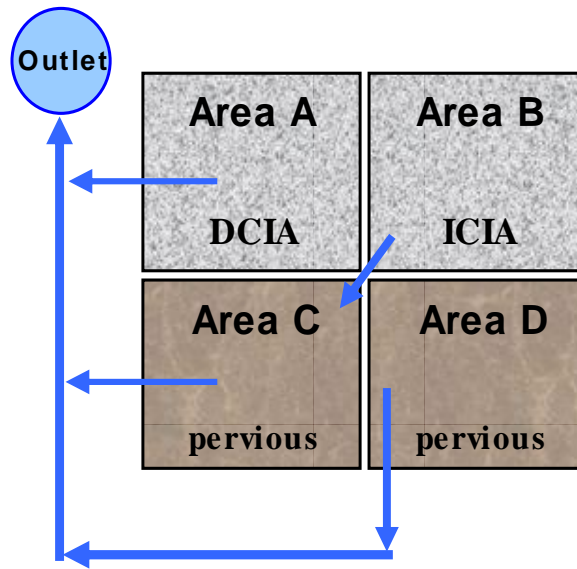 Outlet
Area A
Area B
DCIA
ICIA
Area C
Area D
pervious
pervious